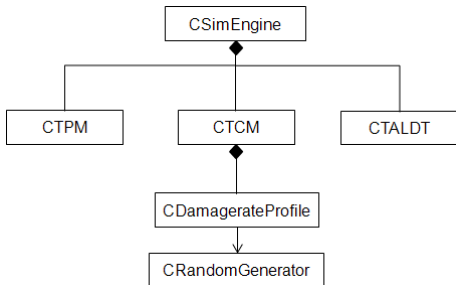 CSimEngine
CTPM
CTCM
CTALDT
CDamagerateProfile
CRandomGenerator